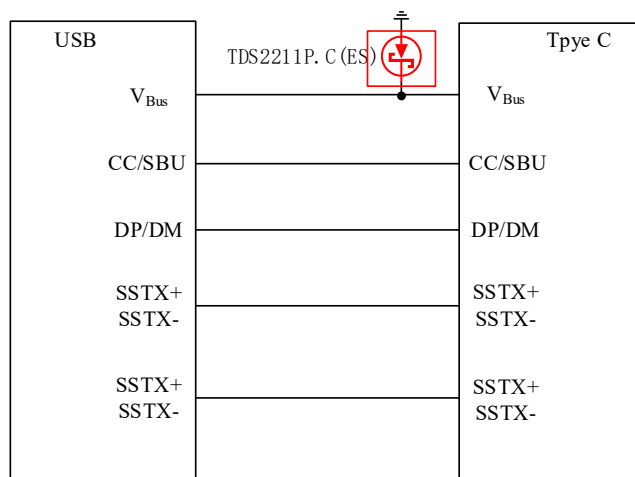 USB
Tpye C
TDS2211P.C(ES)
VBus
VBus
CC/SBU
CC/SBU
DP/DM
DP/DM
SSTX+
SSTX-
SSTX+
SSTX-
SSTX+
SSTX-
SSTX+
SSTX-